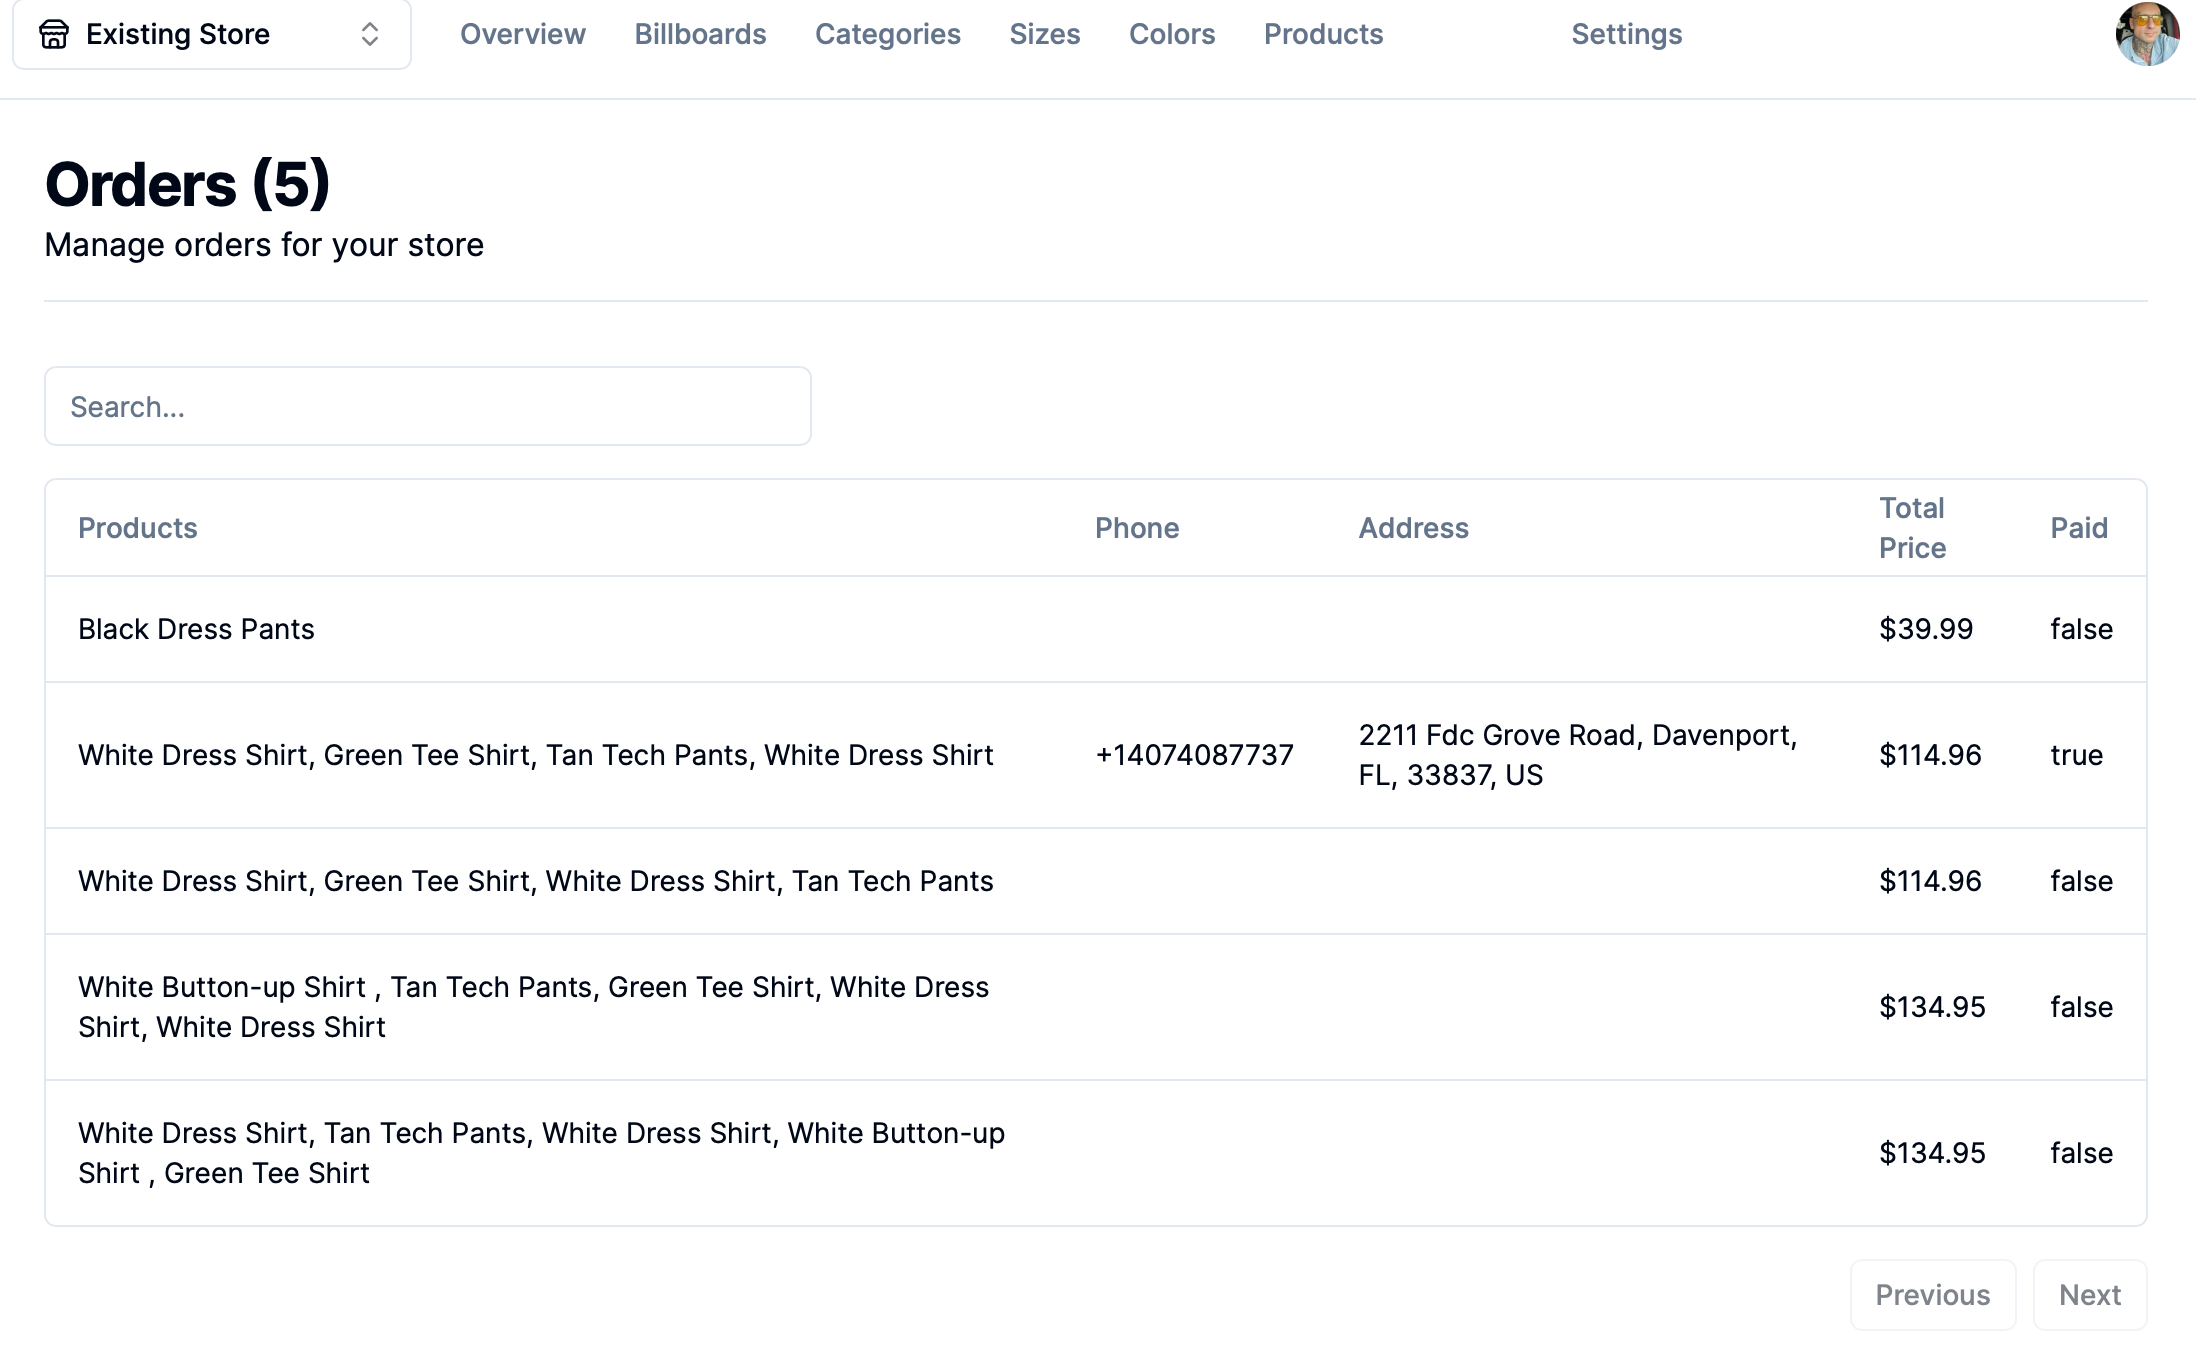 Existing Store
Overview Billboards Categories Sizes Colors Products Settings
Orders (5)
Manage orders for your store
Search...
Products Phone Address Total Price Paid
Black Dress Pants $39.99 false
White Dress Shirt, Green Tee Shirt, Tan Tech Pants, White Dress Shirt +14074087737 2211 Fdc Grove Road, Davenport, FL, 33837, US $114.96 true
White Dress Shirt, Green Tee Shirt, White Dress Shirt, Tan Tech Pants $114.96 false
White Button-up Shirt , Tan Tech Pants, Green Tee Shirt, White Dress
Shirt, White Dress Shirt $134.95 false
White Dress Shirt, Tan Tech Pants, White Dress Shirt, White Button-up
Shirt , Green Tee Shirt $134.95 false
Previous Next